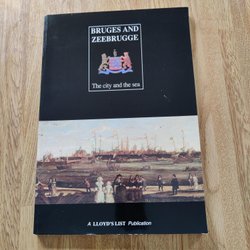 BRUGES AND
ZEEBRUGGE
The city and the sea
A LLOYD'S LIST Publication